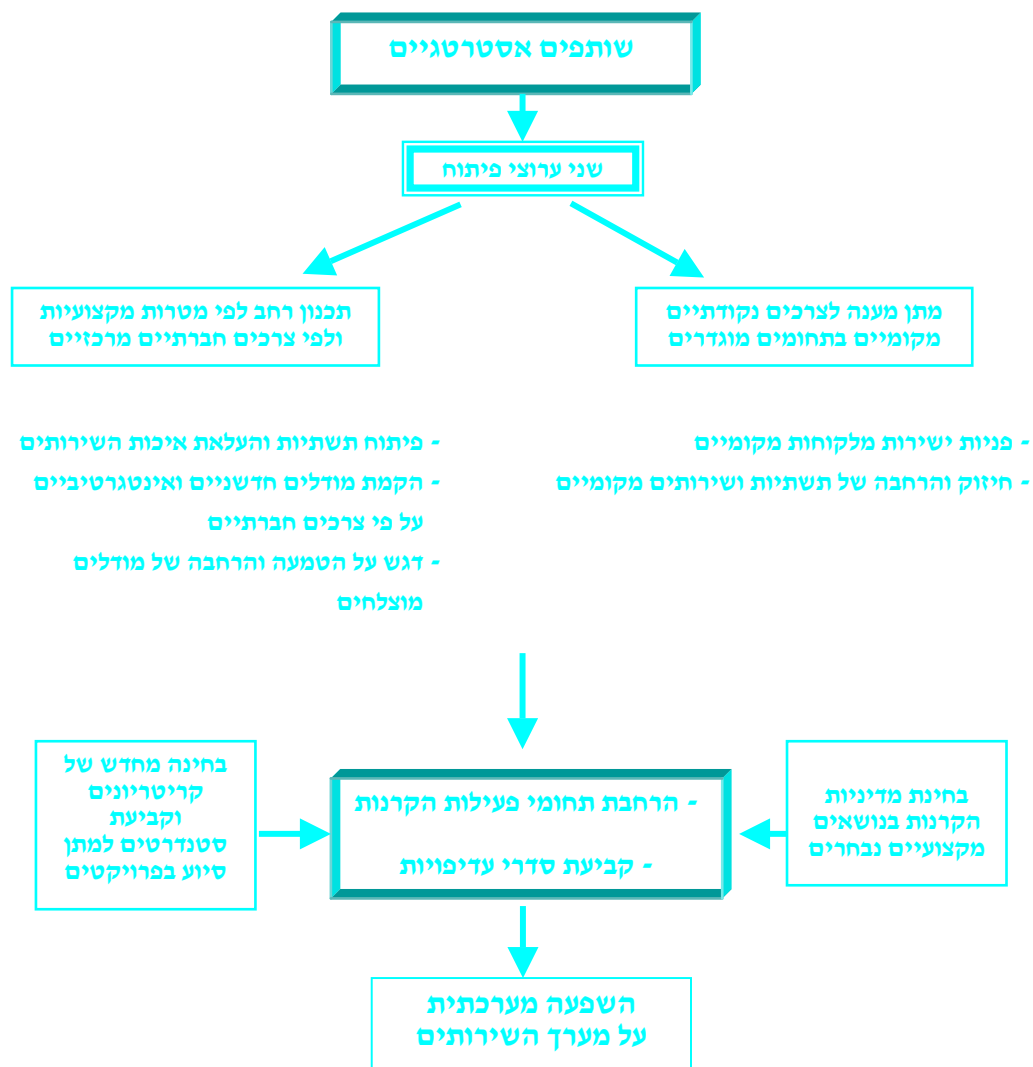 שותפים אסטרטגיים
שני ערוצי פיתוח
מתן מענה לצרכים נקודתיים
מקומיים בתחומים מוגדרים
תכנון רחב לפי מטרות מקצועיות
ולפי צרכים חברתיים מרכזיים
- פניות ישירות מלקוחות מקומיים
- חיזוק והרחבה של תשתיות ושירותים מקומיים
- פיתוח תשתיות והעלאת איכות השירותים
- הקמת מודלים חדשניים ואינטגרטיביים
על פי צרכים חברתיים
- דגש על הטמעה והרחבה של מודלים
מוצלחים
בחינת מדיניות
הקרנות בנושאים
מקצועיים נבחרים
- הרחבת תחומי פעילות הקרנות
- קביעת סדרי עדיפויות
בחינה מחדש של
קריטריונים
וקביעת
סטנדרטים למתן
סיוע בפרויקטים
השפעה מערכתית
על מערך השירותים